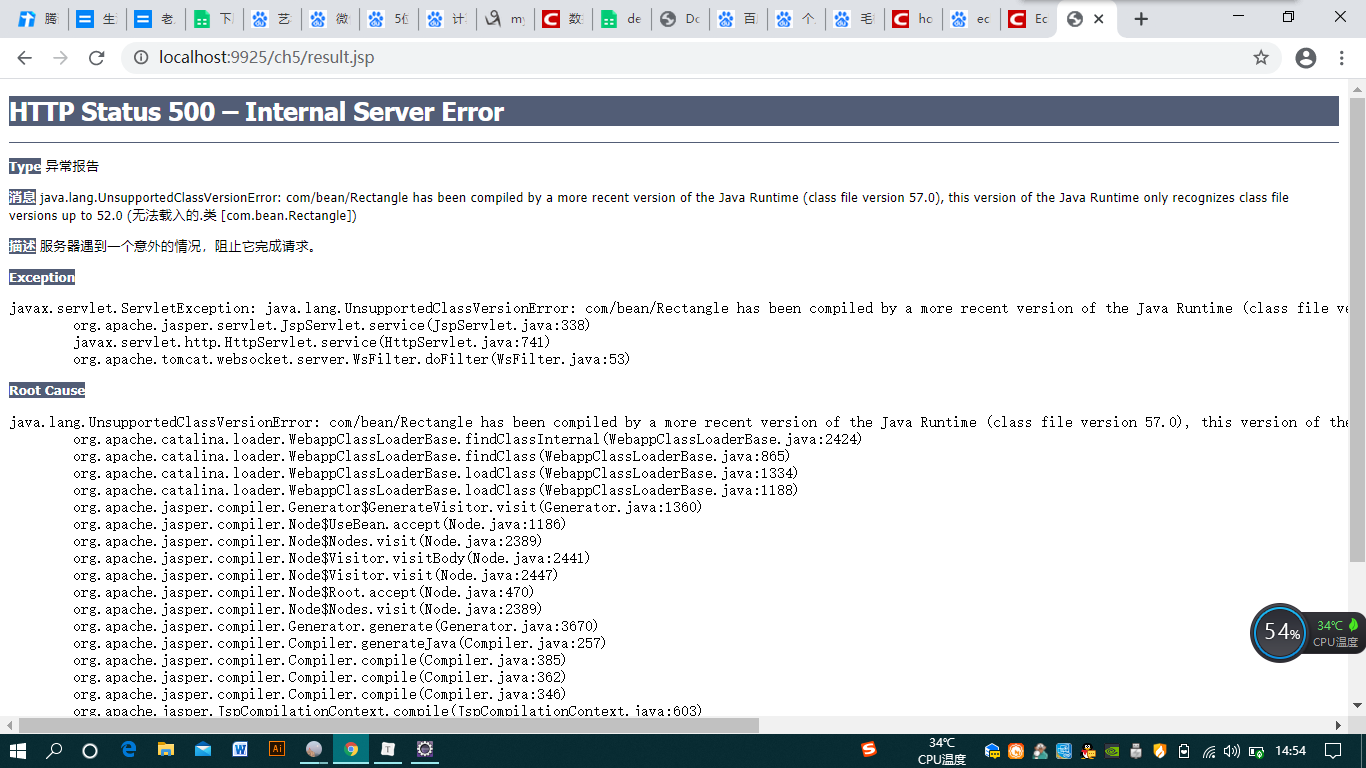 腾
生
老
下
艺
微
5位
计
my
数
de
Do
百
个
毛
ho
ec
Ec
localhost:9925/ch5/result.jsp
HTTP Status 500 – Internal Server Error
Type 异常报告
消息 java.lang.UnsupportedClassVersionError: com/bean/Rectangle has been compiled by a more recent version of the Java Runtime (class file version 57.0), this version of the Java Runtime only recognizes class file
versions up to 52.0 (无法载入的.类 [com.bean.Rectangle])
描述 服务器遇到一个意外的情况，阻止它完成请求。
Exception
javax.servlet.ServletException: java.lang.UnsupportedClassVersionError: com/bean/Rectangle has been compiled by a more recent version of the Java Runtime (class file ve
org.apache.jasper.servlet.JspServlet.service(JspServlet.java:338)
javax.servlet.http.HttpServlet.service(HttpServlet.java:741)
org.apache.tomcat.websocket.server.WsFilter.doFilter(WsFilter.java:53)
Root Cause
java.lang.UnsupportedClassVersionError: com/bean/Rectangle has been compiled by a more recent version of the Java Runtime (class file version 57.0), this version of the
org.apache.catalina.loader.WebappClassLoaderBase.findClassInternal(WebappClassLoaderBase.java:2424)
org.apache.catalina.loader.WebappClassLoaderBase.findClass(WebappClassLoaderBase.java:865)
org.apache.catalina.loader.WebappClassLoaderBase.loadClass(WebappClassLoaderBase.java:1334)
org.apache.catalina.loader.WebappClassLoaderBase.loadClass(WebappClassLoaderBase.java:1188)
org.apache.jasper.compiler.Generator$GenerateVisitor.visit(Generator.java:1360)
org.apache.jasper.compiler.Node$UseBean.accept(Node.java:1186)
org.apache.jasper.compiler.Node$Nodes.visit(Node.java:2389)
org.apache.jasper.compiler.Node$Visitor.visitBody(Node.java:2441)
org.apache.jasper.compiler.Node$Visitor.visit(Node.java:2447)
org.apache.jasper.compiler.Node$Root.accept(Node.java:470)
org.apache.jasper.compiler.Node$Nodes.visit(Node.java:2389)
org.apache.jasper.compiler.Generator.generate(Generator.java:3670)
org.apache.jasper.compiler.Compiler.generateJava(Compiler.java:257)
org.apache.jasper.compiler.Compiler.compile(Compiler.java:385)
org.apache.jasper.compiler.Compiler.compile(Compiler.java:362)
org.apache.jasper.compiler.Compiler.compile(Compiler.java:346)
org.apache.jasper.JspCompilationContext.compile(JspCompilationContext.java:603)
54%
34℃
CPU温度
34℃
CPU温度
14:54